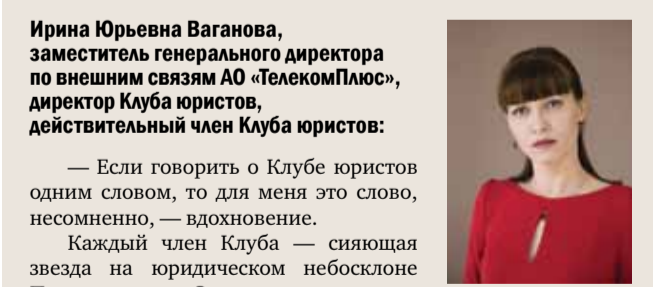 Ирина Юрьевна Ваганова,
заместитель генерального директора
по внешним связям АО «ТелекомПлюс»,
директор Клуба юристов,
действительный член Клуба юристов:
— Если говорить о Клубе юристов
одним словом, то для меня это слово,
несомненно, — вдохновение.
Каждый член Клуба — сияющая
звезда на юридическом небосклоне